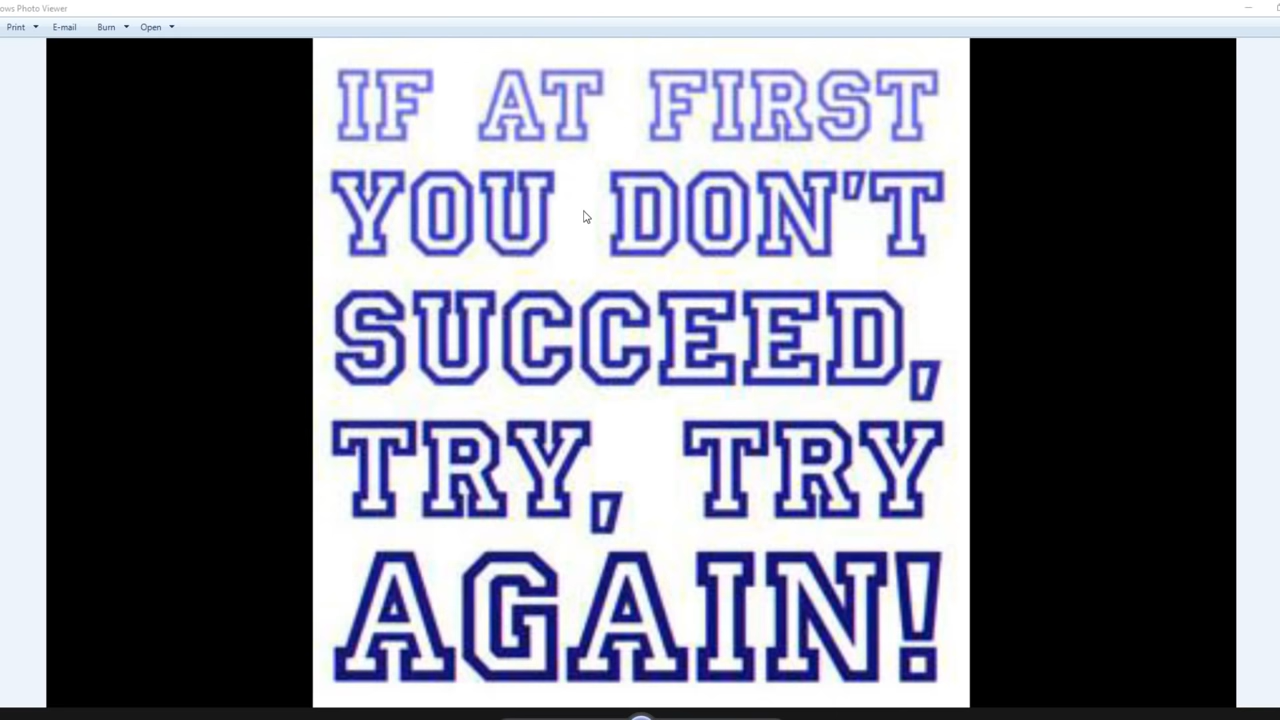 ows Photo Viewer
Print E-mail Burn Open
IF AT FIRST
YOU DON'T
SUCCEED,
TRY, TRY
AGAIN!